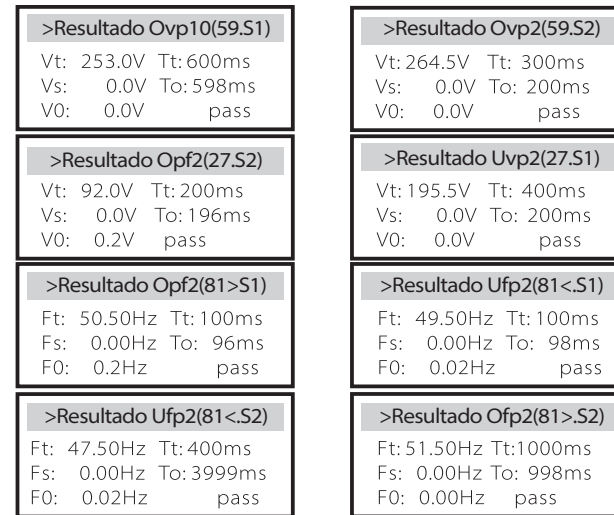 >Resultado Ovp10(59.S1)
Vt: 253.0V Tt: 600ms
Vs: 0.0V To: 598ms
V0: 0.0V pass
>Resultado Ovp2(59.S2)
Vt: 264.5V Tt: 300ms
Vs: 0.0V To: 200ms
V0: 0.0V pass
>Resultado Opf2(27.S2)
Vt: 92.0V Tt: 200ms
Vs: 0.0V To: 196ms
V0: 0.2V pass
>Resultado Uvp2(27.S1)
Vt: 195.5V Tt: 400ms
Vs: 0.0V To: 200ms
V0: 0.0V pass
>Resultado Opf2(81>S1)
Ft: 50.50Hz Tt: 100ms
Fs: 0.00Hz To: 96ms
F0: 0.2Hz pass
>Resultado Ufp2(81<.S1)
Ft: 49.50Hz Tt: 100ms
Fs: 0.00Hz To: 98ms
F0: 0.02Hz pass
>Resultado Ufp2(81<.S2)
Ft: 47.50Hz Tt: 400ms
Fs: 0.00Hz To: 3999ms
F0: 0.02Hz pass
>Resultado Ofp2(81>.S2)
Ft: 51.50Hz Tt:1000ms
Fs: 0.00Hz To: 998ms
F0: 0.00Hz pass